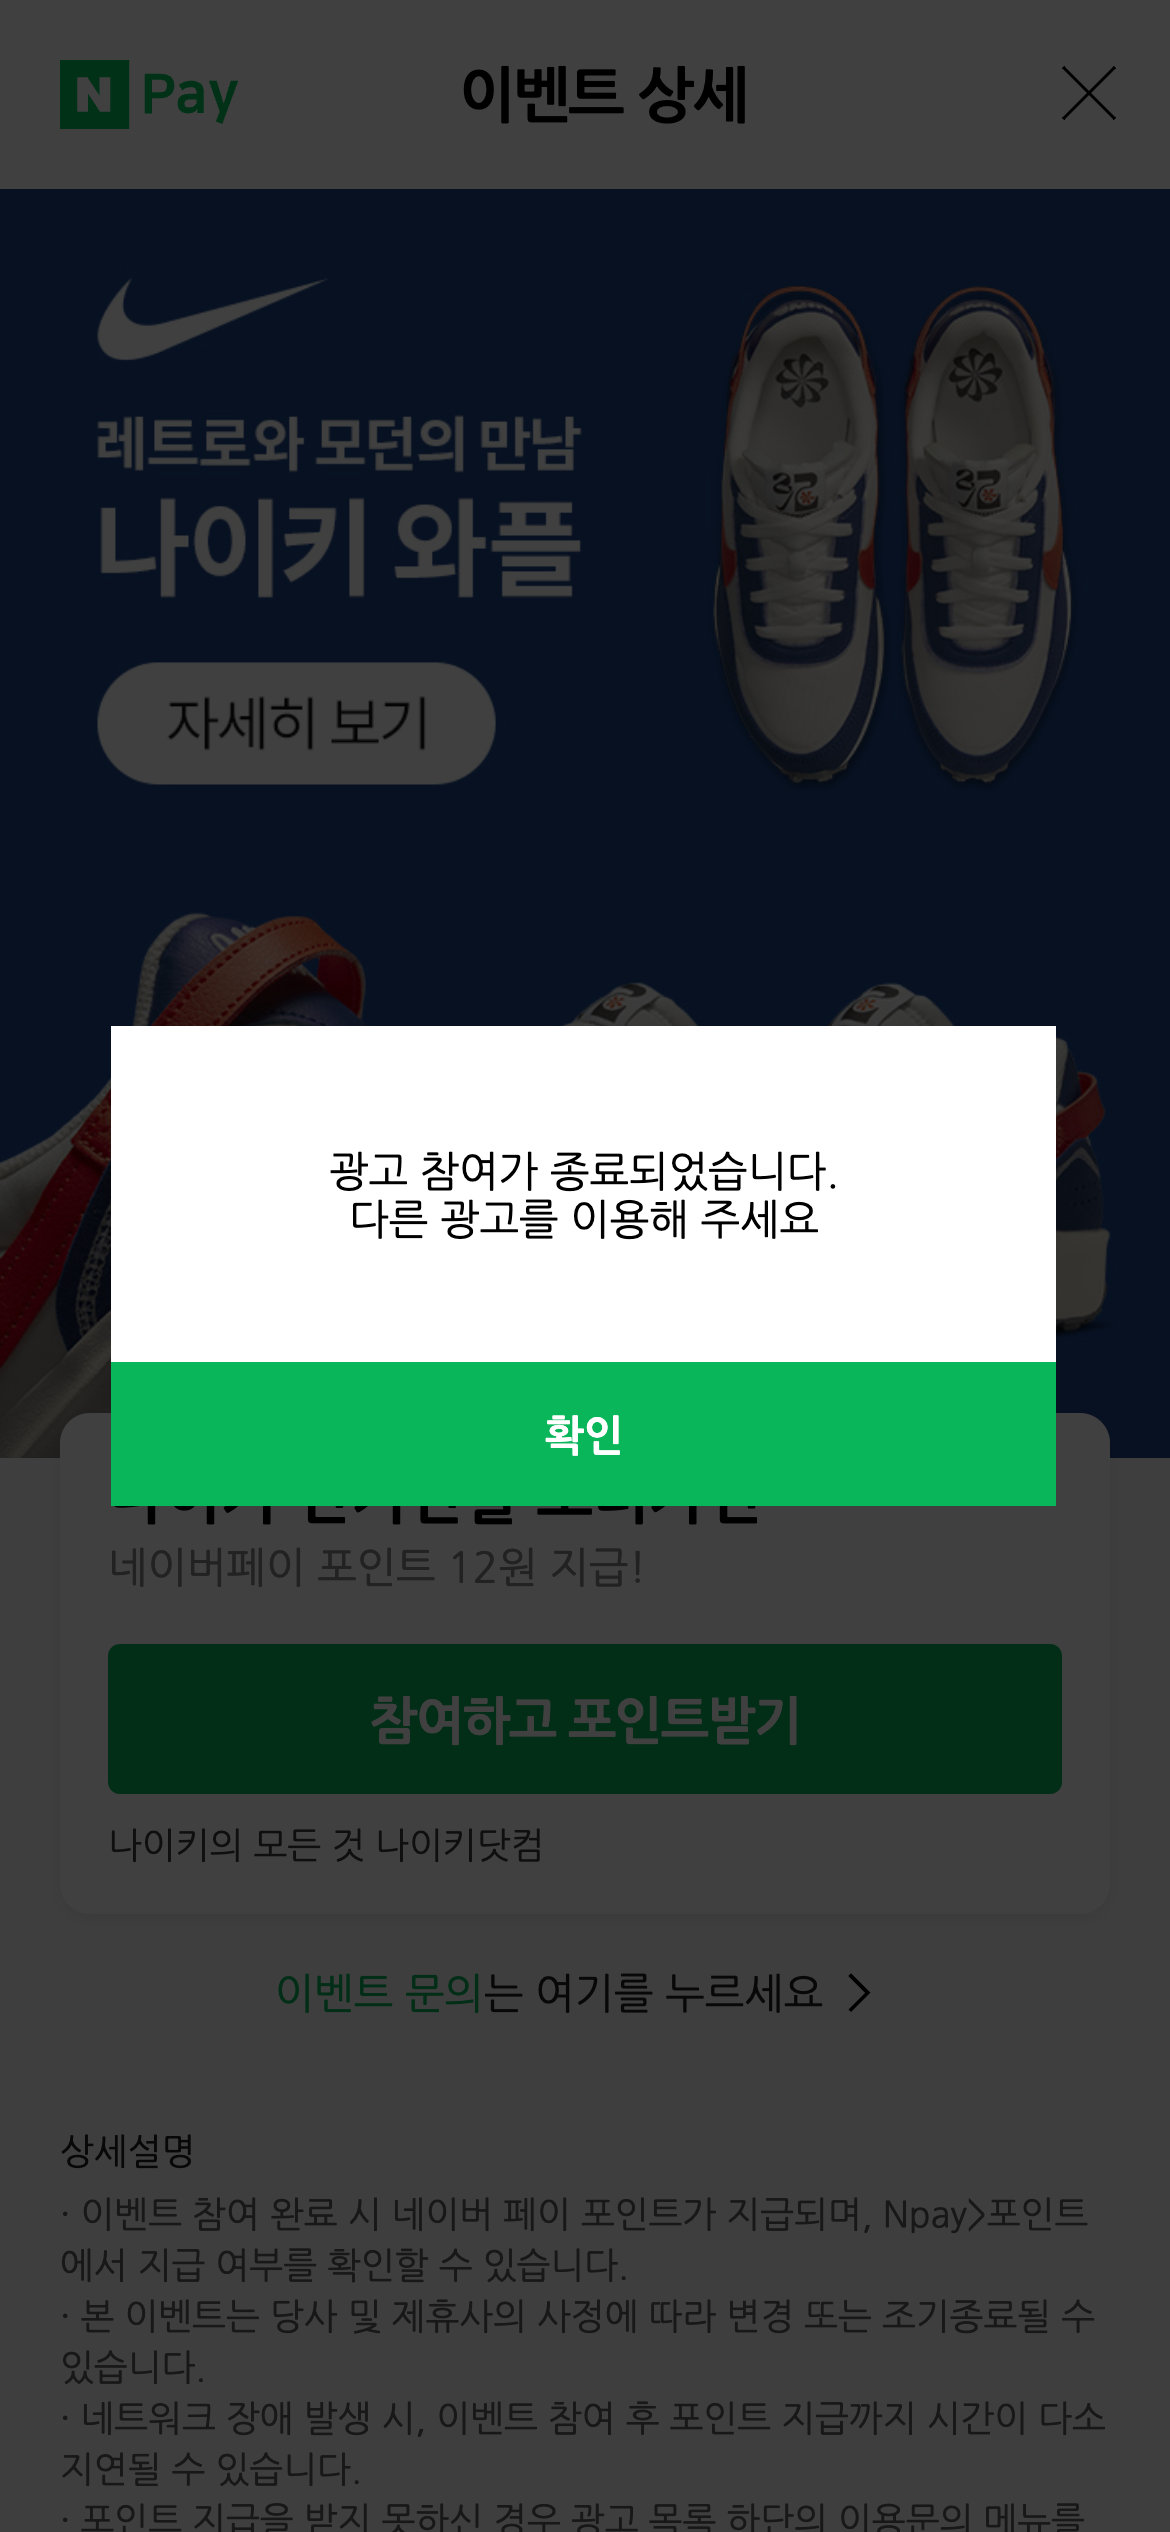 N Pay
이벤트 상세
레트로와 모던의 만남
나이키 와플
자세히 보기
광고 참여가 종료되었습니다.
다른 광고를 이용해 주세요
확인
네이버페이 포인트 12원 지급!
참여하고 포인트받기
나이키의 모든 것 나이키닷컴
이벤트 문의는 여기를 누르세요
상세설명
· 이벤트 참여 완료 시 네이버 페이 포인트가 지급되며, Npay>포인트
에서 지급 여부를 확인할 수 있습니다.
· 본 이벤트는 당사 및 제휴사의 사정에 따라 변경 또는 조기종료될 수
있습니다.
· 네트워크 장애 발생 시, 이벤트 참여 후 포인트 지급까지 시간이 다소
지연될 수 있습니다.
· 포인트 지급을 받지 못하신 경우 광고 목록 하단의 이용문의 메뉴를